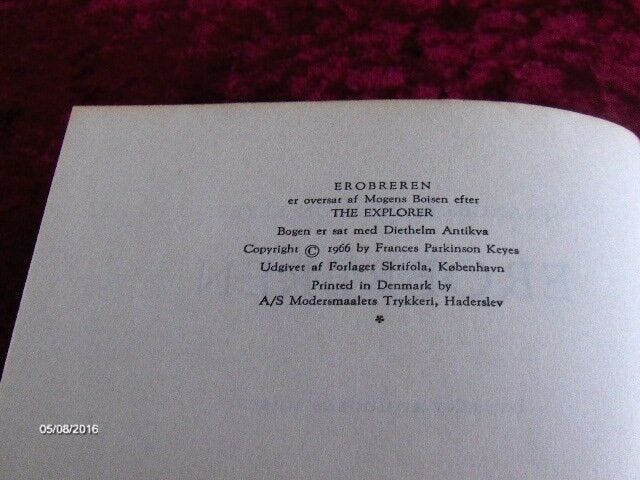 EROBREREN
er oversat af Mogens Boisen efter
THE EXPLORER
Bogen er sat med Diethelm Antikva
Copyright © 1966 by Frances Parkinson Keyes
Udgivet af Forlaget Skrifola, København
Printed in Denmark by
A/S Modersmaalets Trykkeri, Haderslev
*
05/08/2016